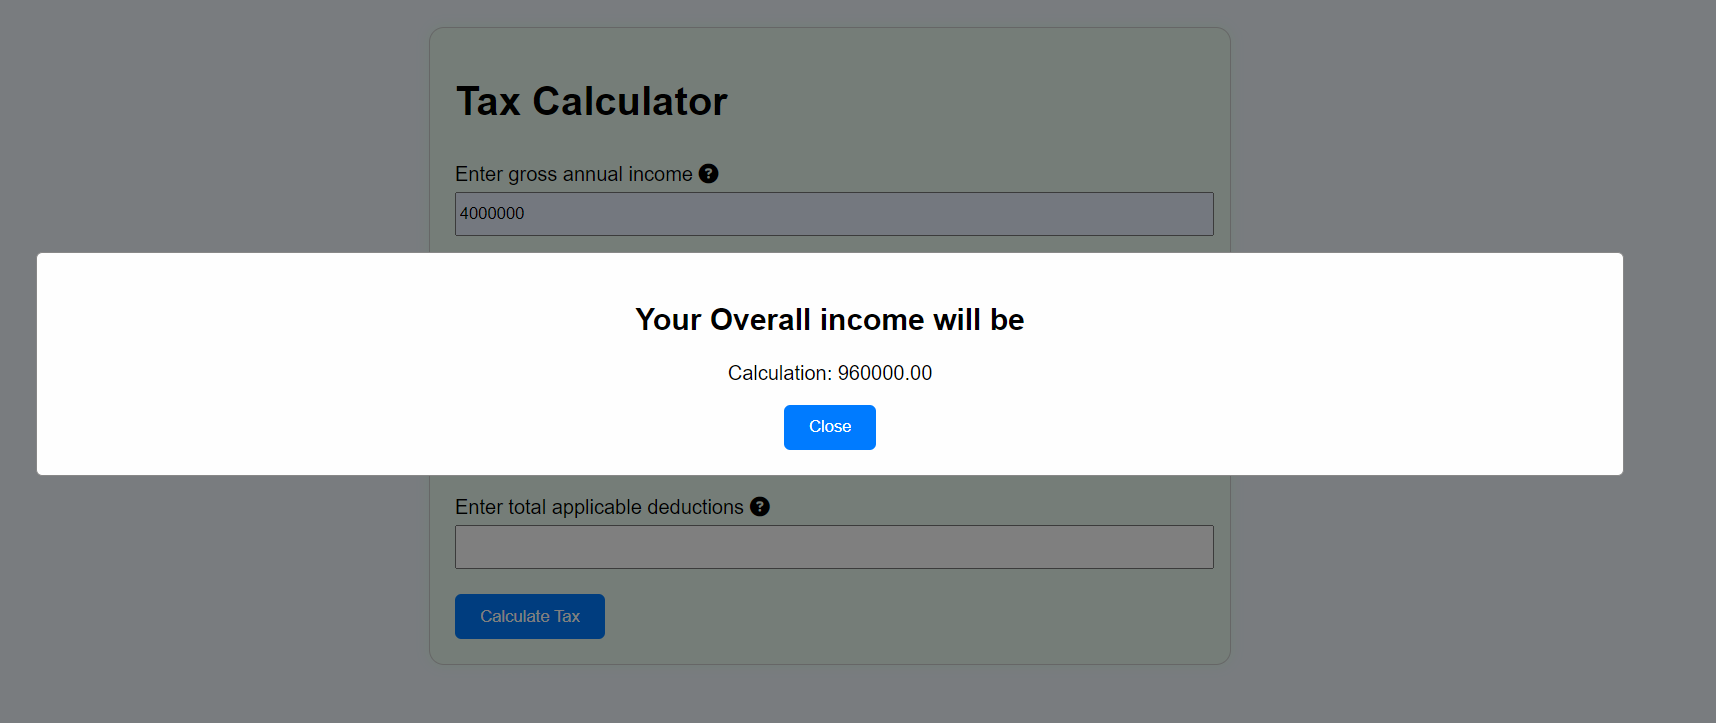 Tax Calculator
Enter gross annual income ?
4000000
Your Overall income will be
Calculation: 960000.00
Close
Enter total applicable deductions ?
Calculate Tax